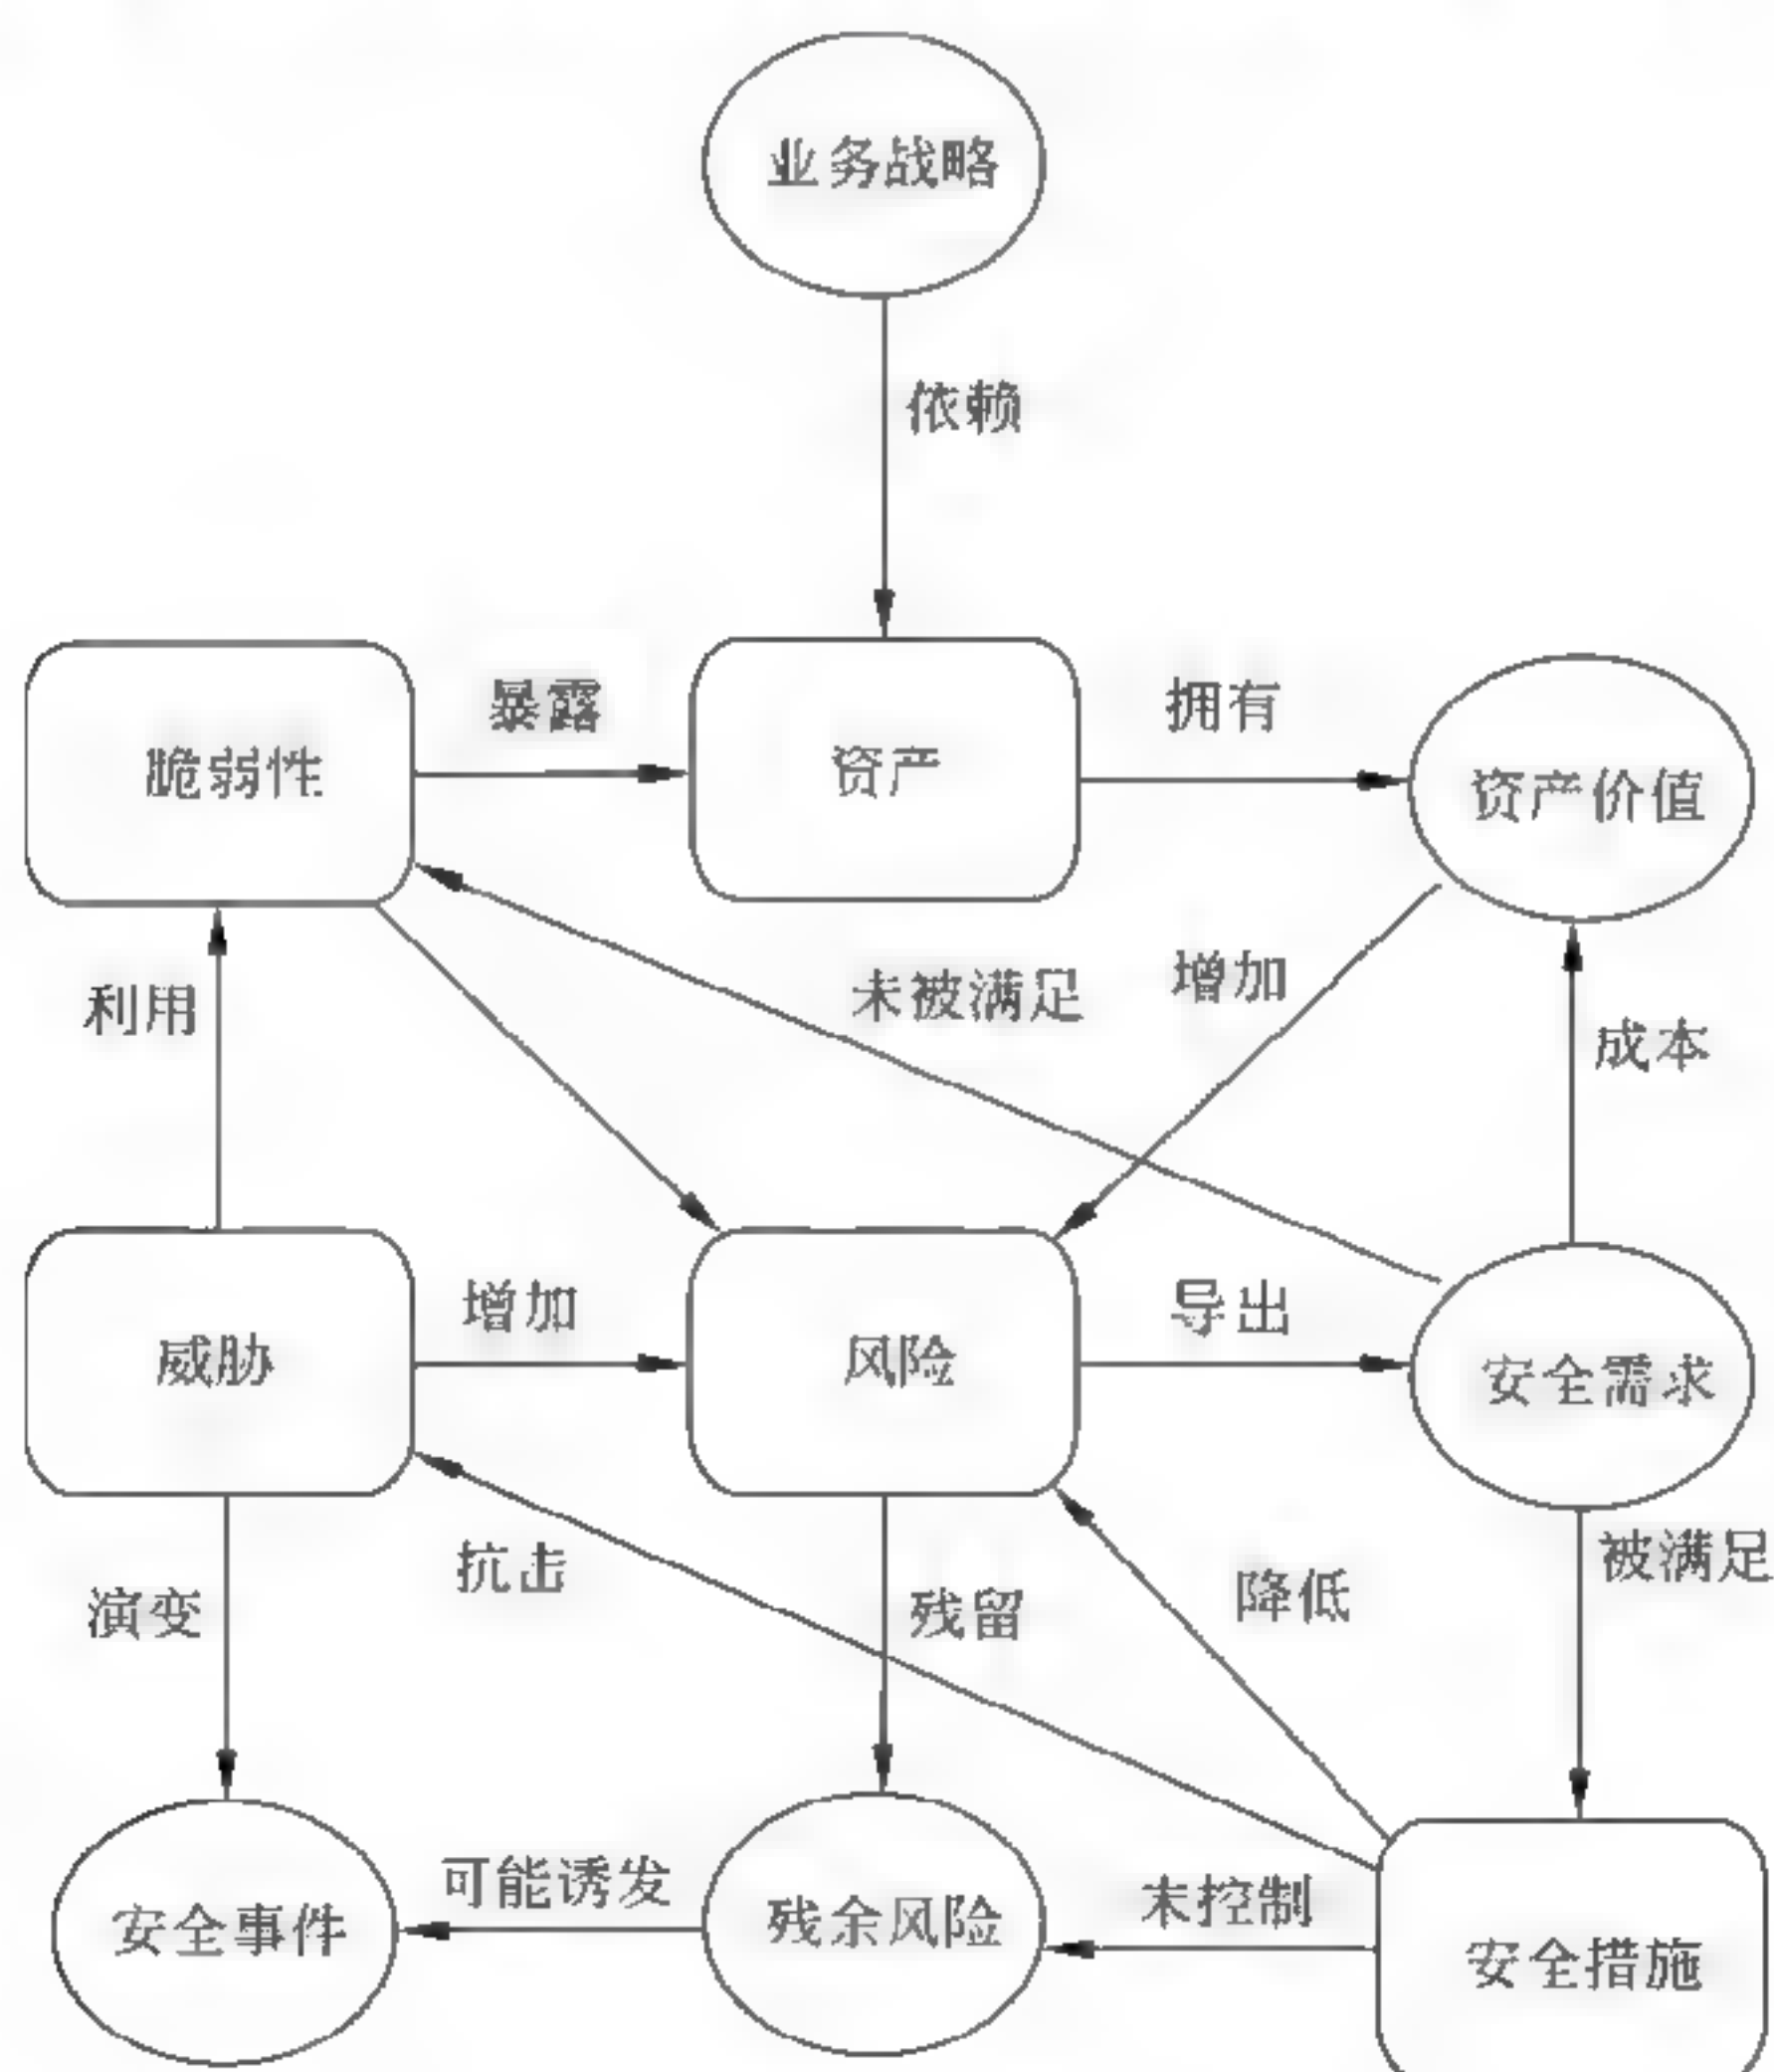 业务战略
依赖
暴露
拥有
脆弱性
资产
资产价值
未被满足
增加
利用
成本
增加
导出
威胁
风险
安全需求
抗击
残留
降低
被满足
演变
可能诱发
未控制
安全事件
残余风险
安全措施